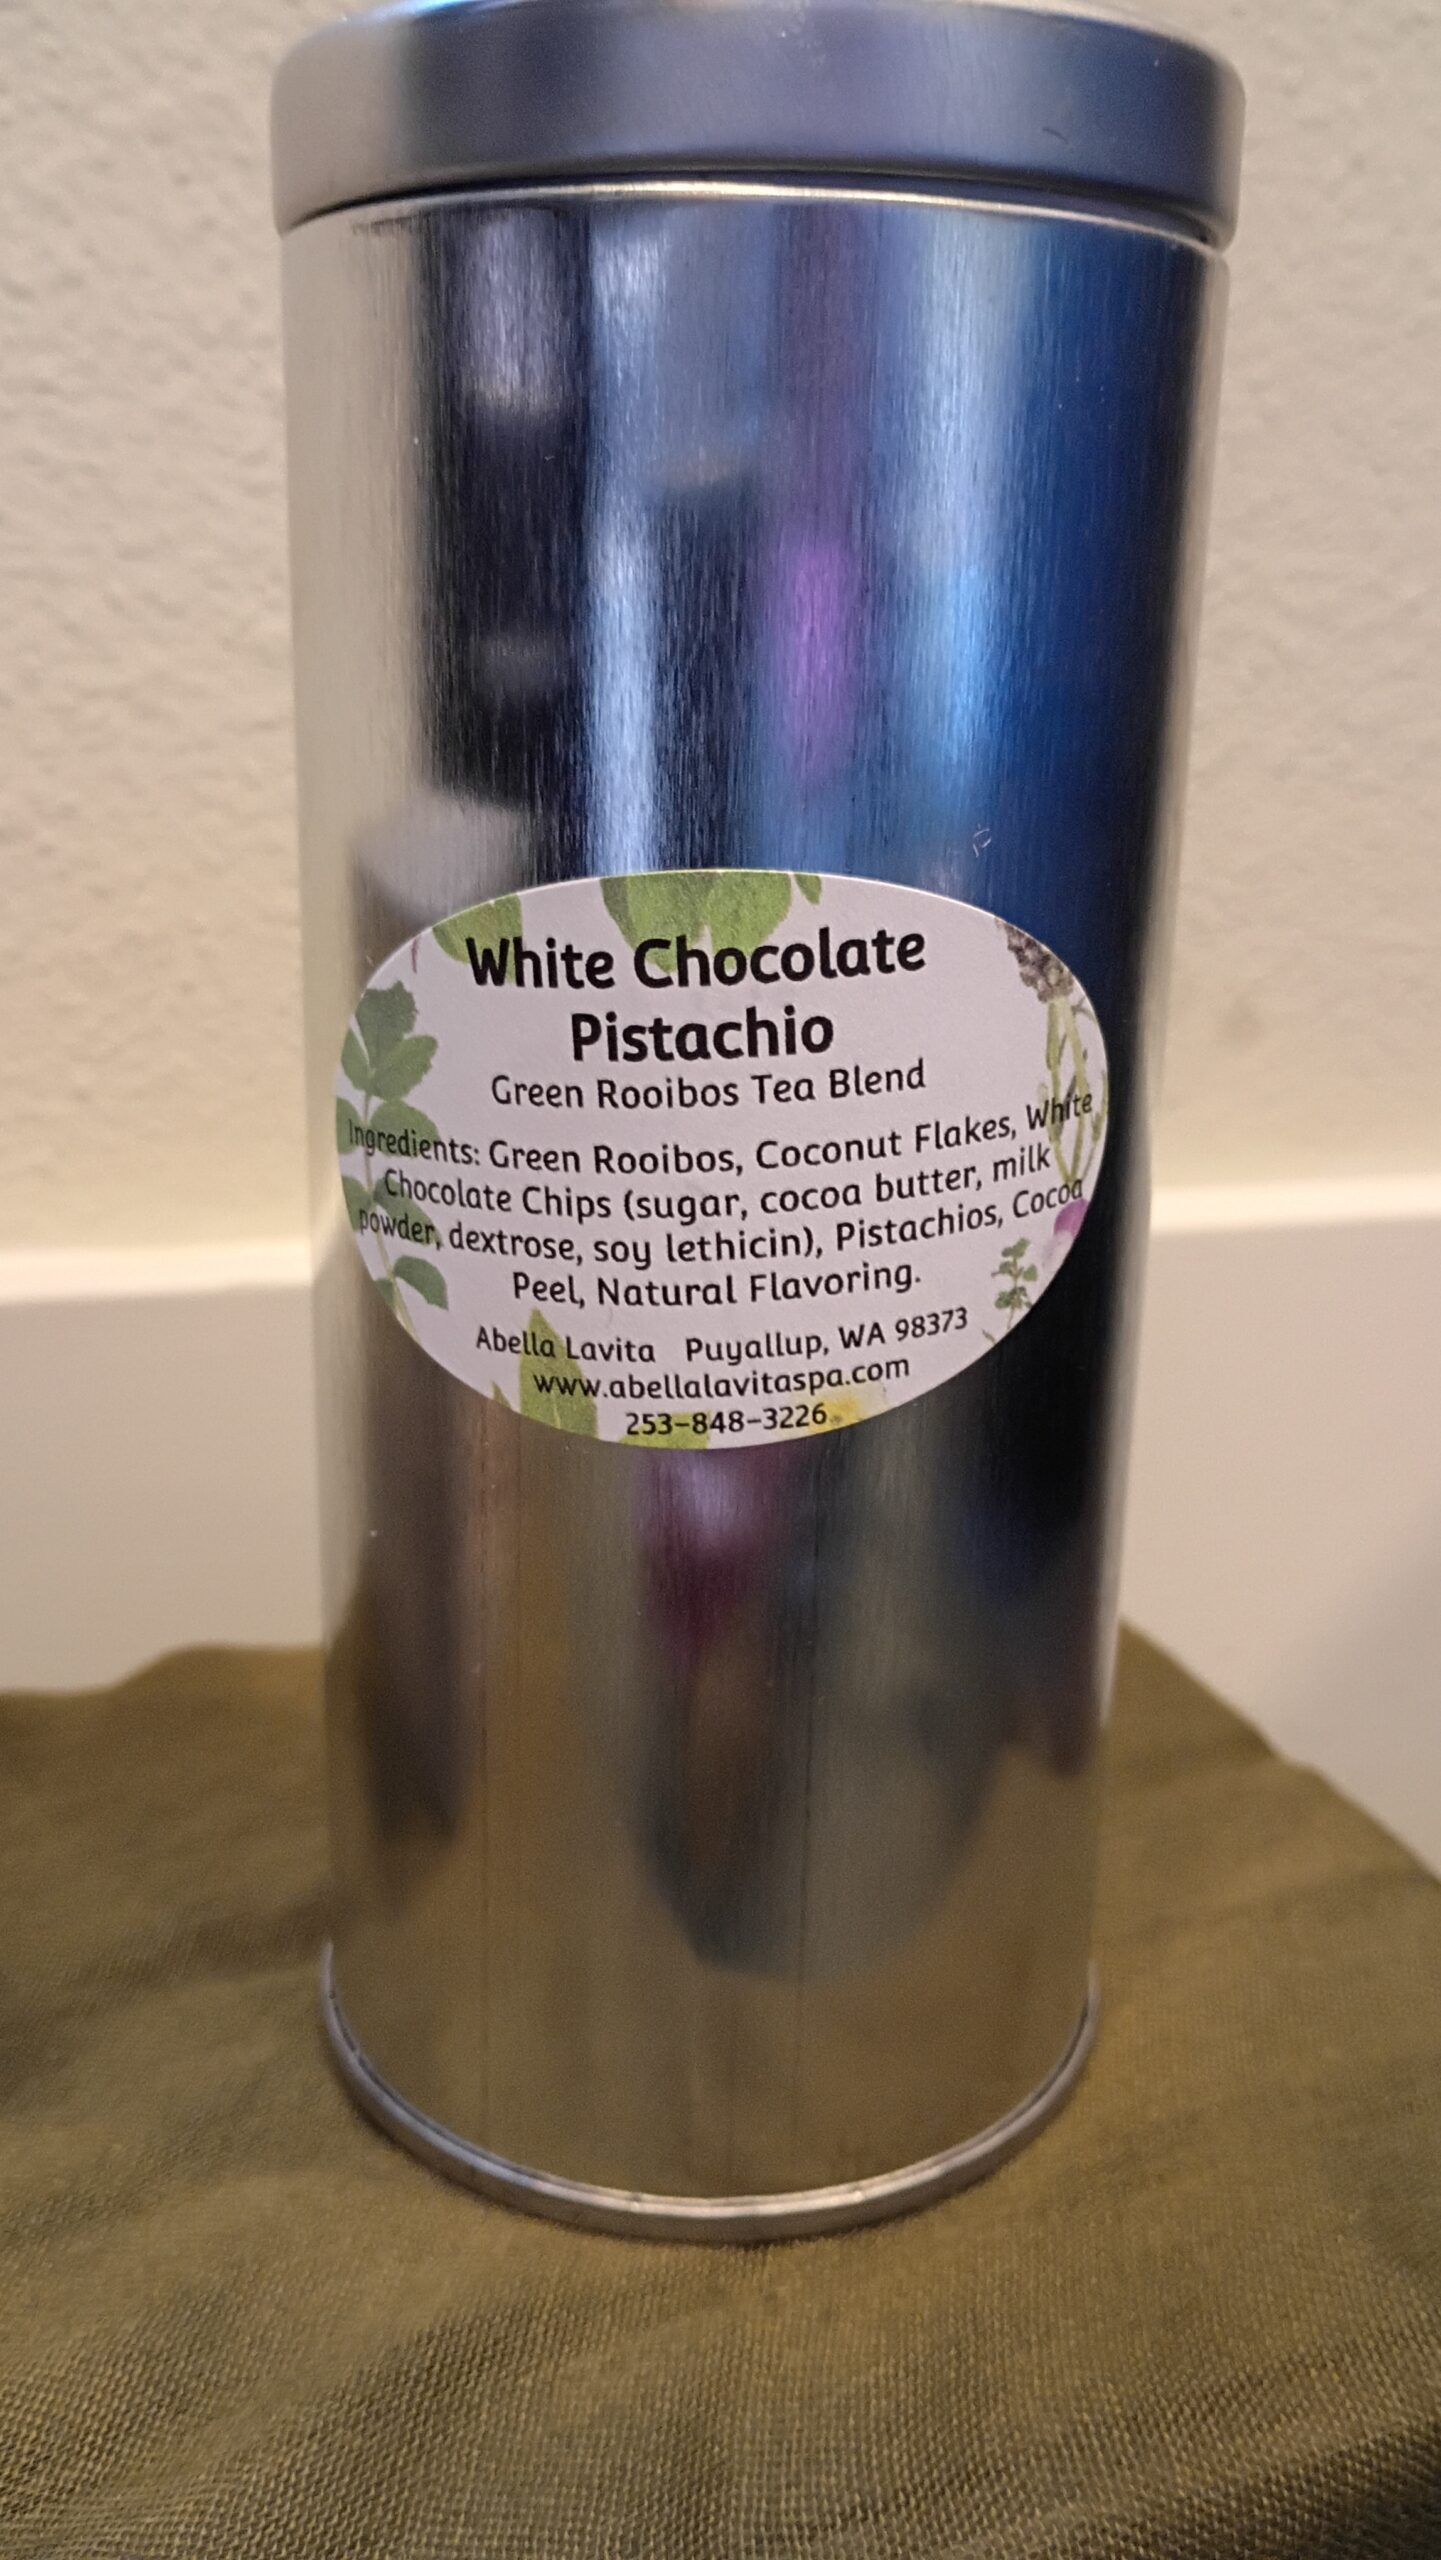 White Chocolate
Pistachio
Green Rooibos Tea Blend
Ingredients: Green Rooibos, Coconut Flakes, White
Chocolate Chips (sugar, cocoa butter, milk
powder, dextrose, soy lethicin), Pistachios, Cocoa
Peel, Natural Flavoring.
Abella Lavita Puyallup, WA 98373
www.abellalavitaspa.com
253-848-3226